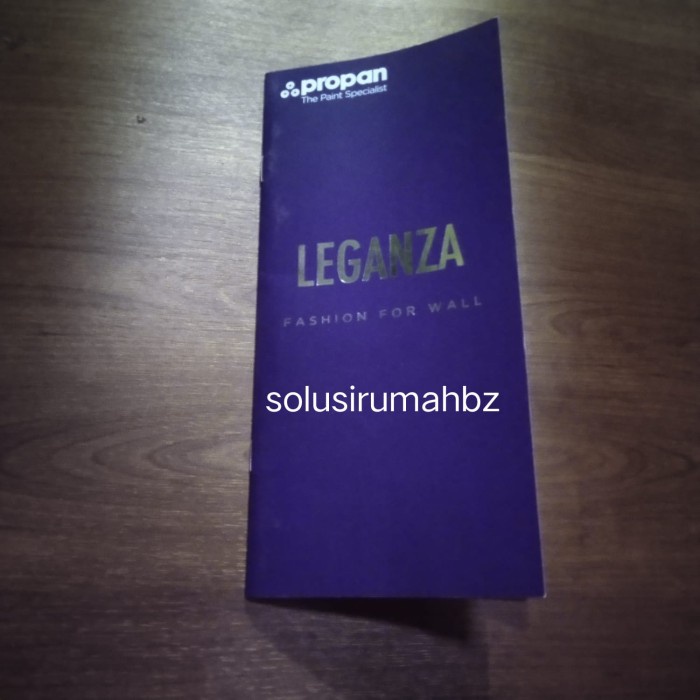 propan
The Paint Specialist
LEGANZA
FASHION FOR WALL
solusirumahbz